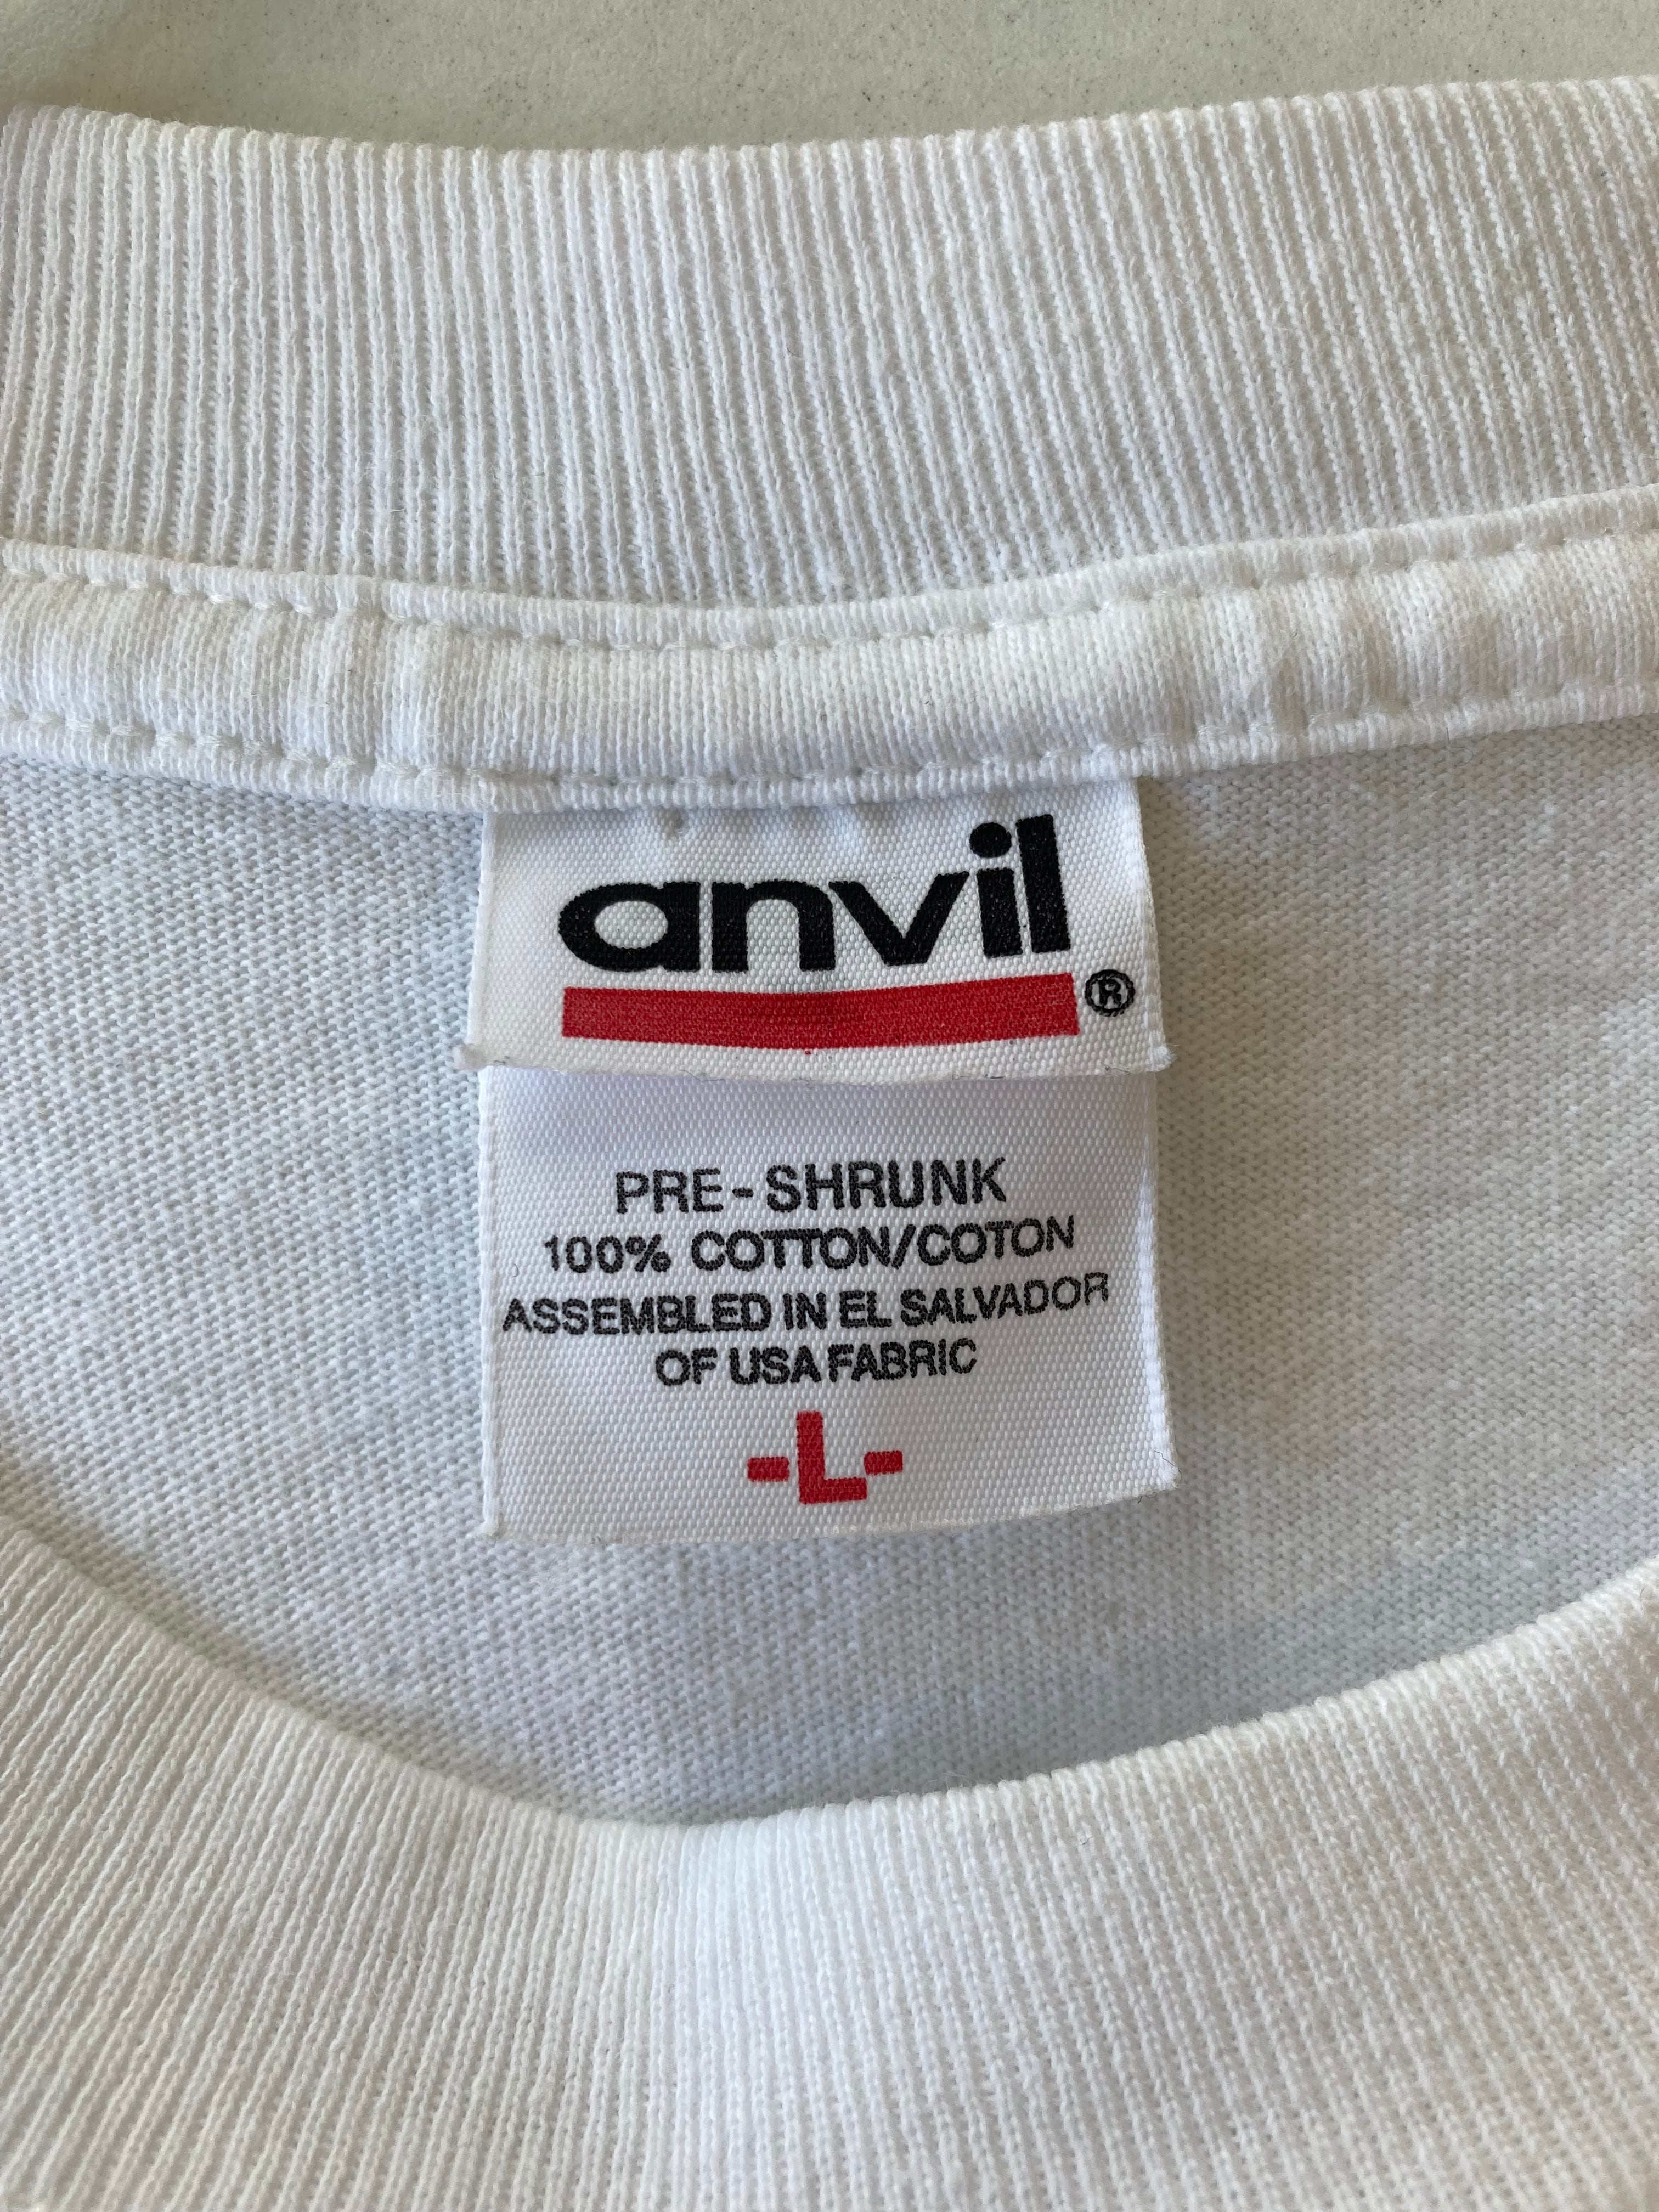 anvil
®
PRE-SHRUNK
100% COTTON/COTON
ASSEMBLED IN EL SALVADOR
OF USA FABRIC
-L-